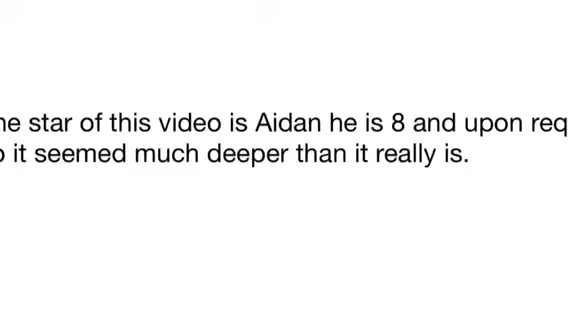 he star of this video is Aidan he is 8 and upon req
o it seemed much deeper than it really is.